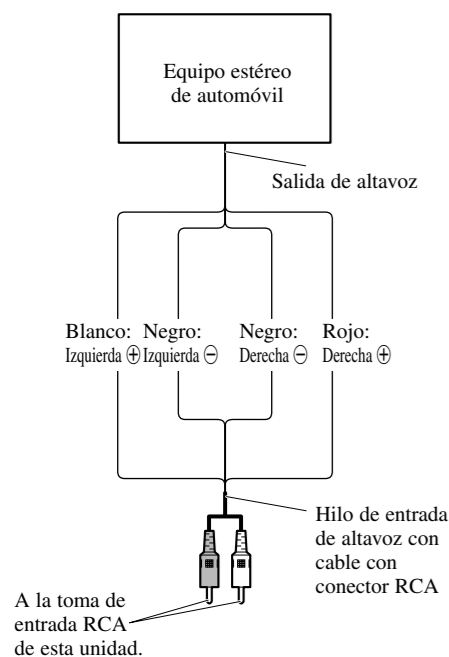 Equipo estéreo
de automóvil
Salida de altavoz
Blanco: Negro: Negro: Rojo:
Izquierda ⊕ Izquierda ⊖ Derecha ⊖ Derecha ⊕
Hilo de entrada
de altavoz con
cable con
conector RCA
A la toma de
entrada RCA
de esta unidad.